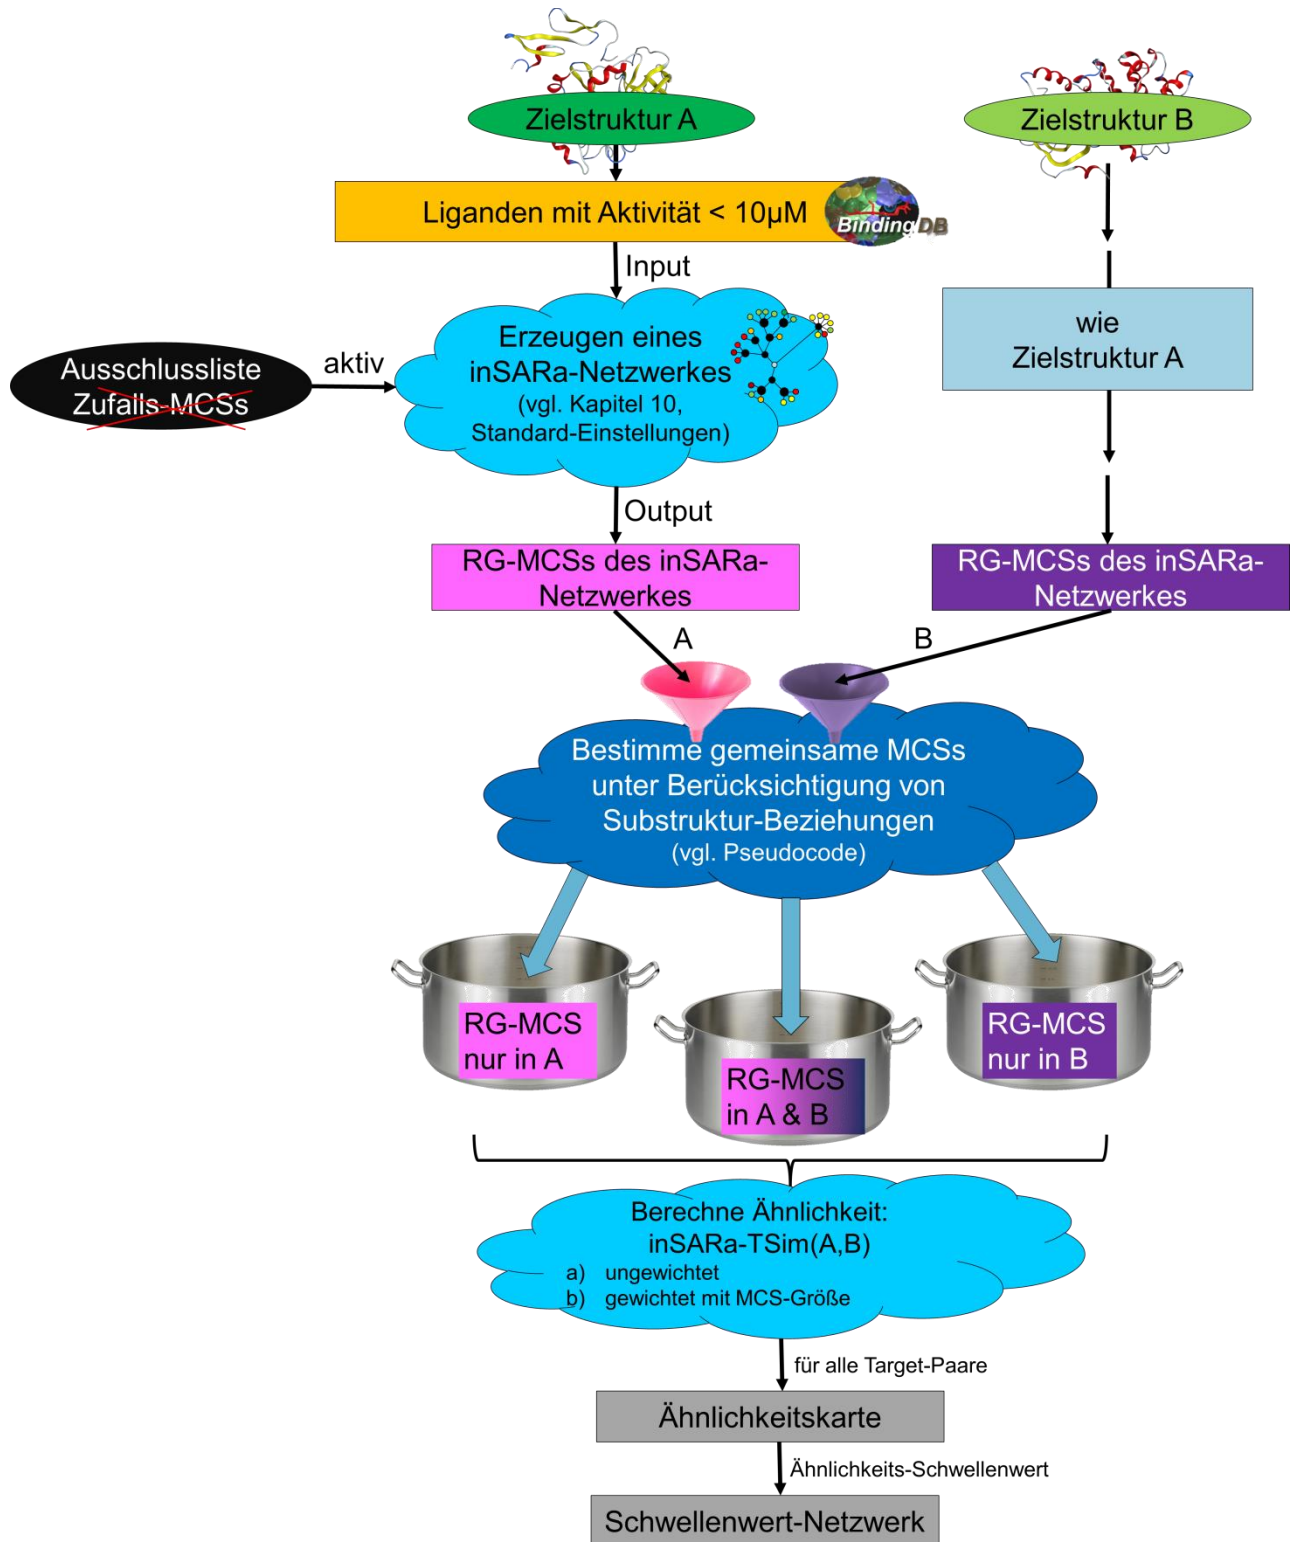 Zielstruktur A
Zielstruktur B
Liganden mit Aktivität < 10µM
BindingDB
Input
Erzeugen eines
inSARa-Netzwerkes
(vgl. Kapitel 10,
Standard-Einstellungen)
wie
Zielstruktur A
Ausschlussliste
Zufalls-MCSs
aktiv
Output
RG-MCSs des inSARa-
Netzwerkes
RG-MCSs des inSARa-
Netzwerkes
A
B
Bestimme gemeinsame MCSs
unter Berücksichtigung von
Substruktur-Beziehungen
(vgl. Pseudocode)
RG-MCS
nur in A
RG-MCS
in A & B
RG-MCS
nur in B
Berechne Ähnlichkeit:
inSARa-TSim(A,B)
a) ungewichtet
b) gewichtet mit MCS-Größe
für alle Target-Paare
Ähnlichkeitskarte
Ähnlichkeits-Schwellenwert
Schwellenwert-Netzwerk